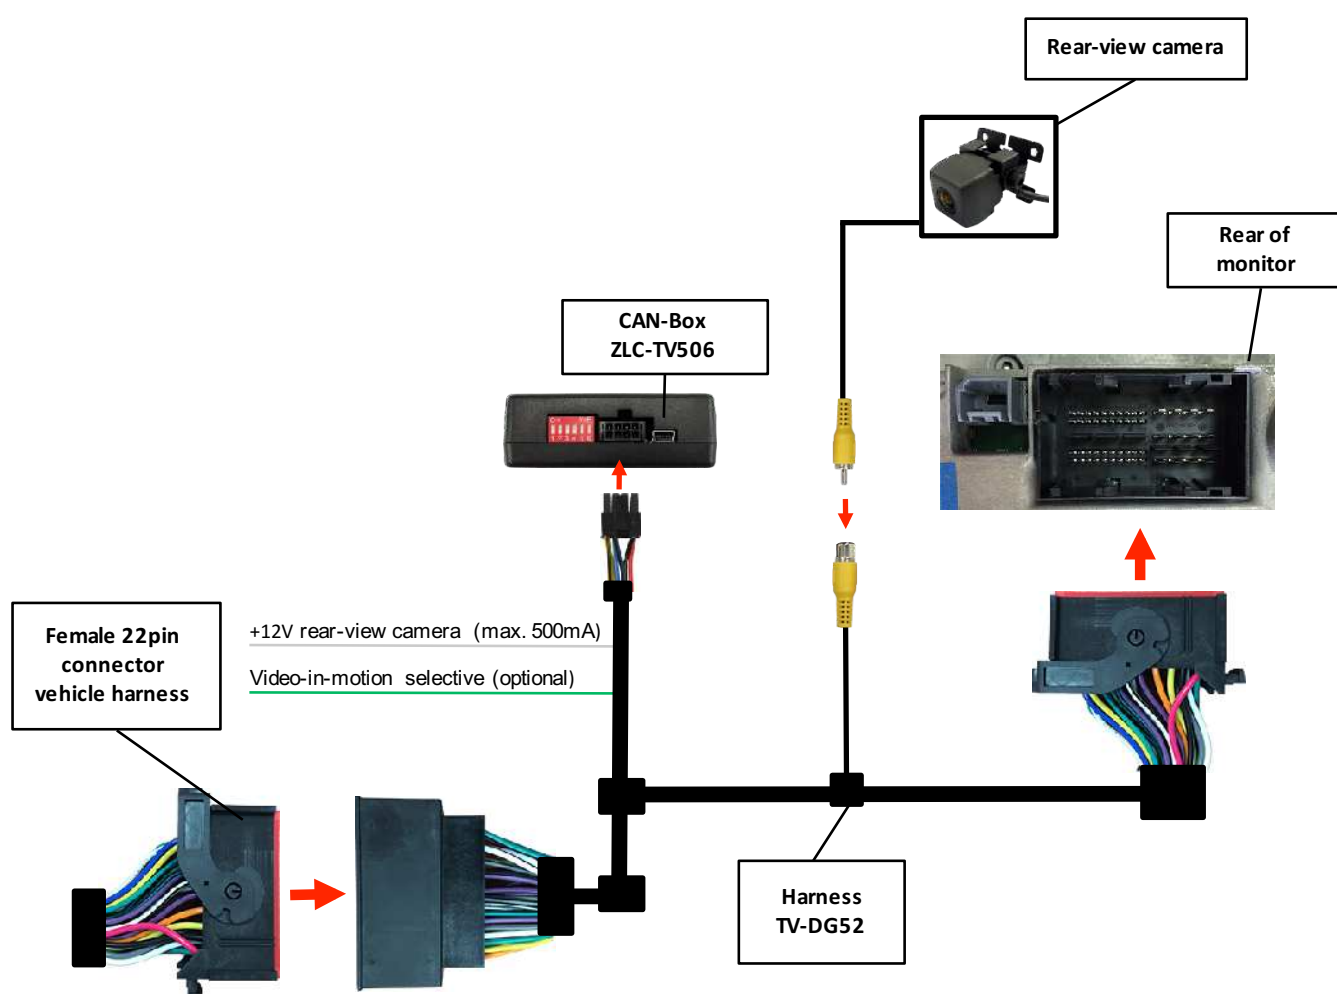 Rear-view camera
Rear of
monitor
CAN-Box
ZLC-TV506
+12V rear-view camera (max. 500mA)
Video-in-motion selective (optional)
Female 22pin
connector
vehicle harness
Harness
TV-DG52